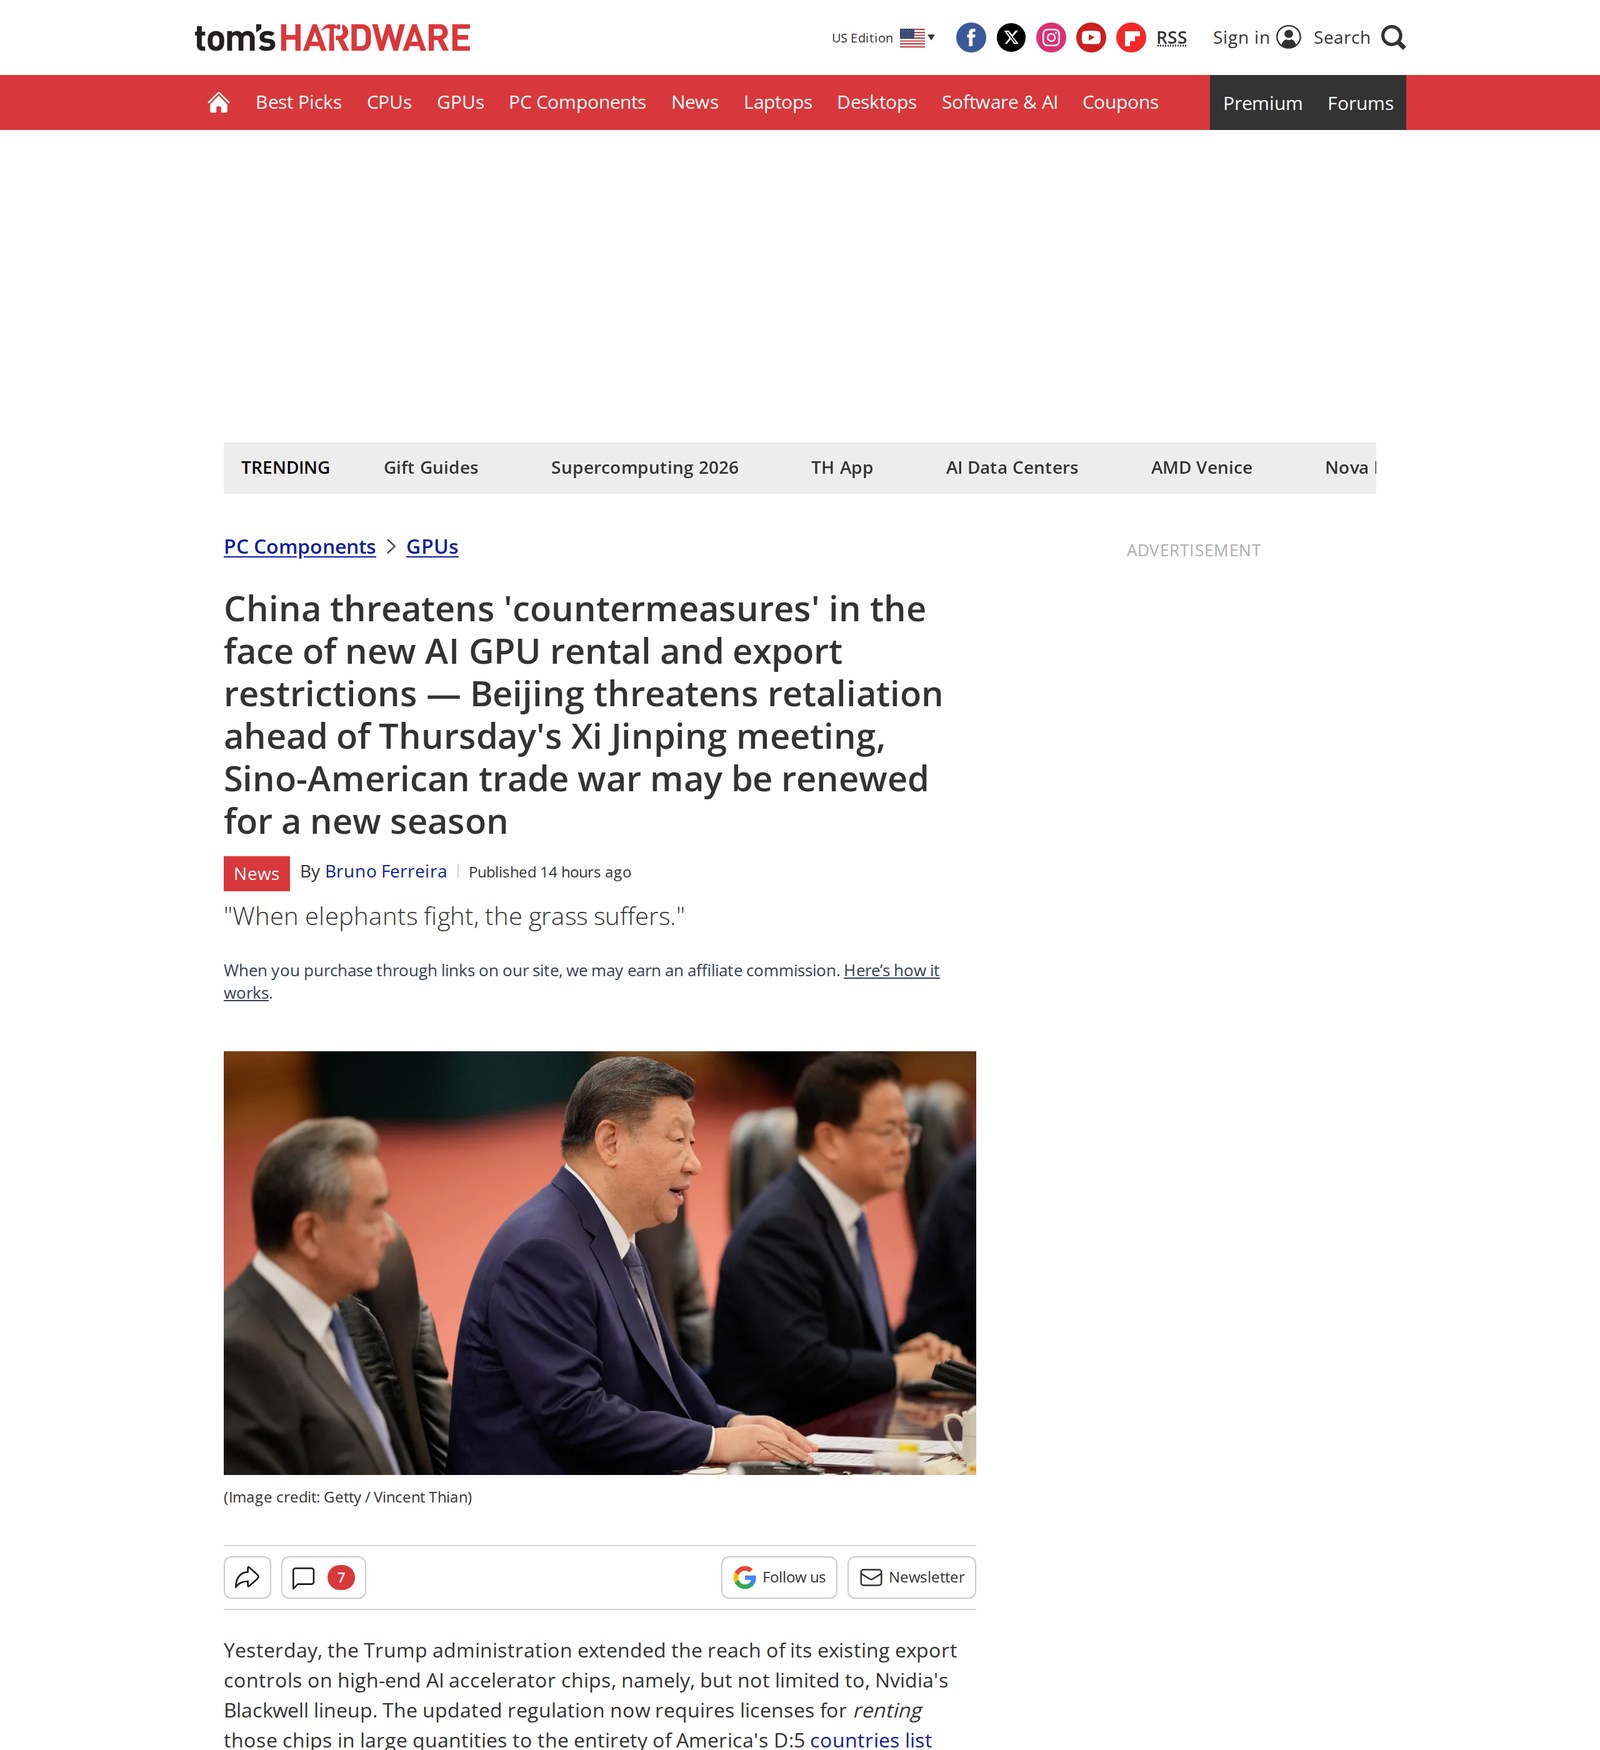 tom's HARDWARE
US Edition
RSS
Sign in
Search
Best Picks
CPUs
GPUs
PC Components
News
Laptops
Desktops
Software & AI
Coupons
Premium
Forums
TRENDING
Gift Guides
Supercomputing 2026
TH App
AI Data Centers
AMD Venice
Nova
PC Components > GPUs
ADVERTISEMENT
China threatens 'countermeasures' in the
face of new AI GPU rental and export
restrictions — Beijing threatens retaliation
ahead of Thursday's Xi Jinping meeting,
Sino-American trade war may be renewed
for a new season
News
By Bruno Ferreira
Published 14 hours ago
"When elephants fight, the grass suffers."
When you purchase through links on our site, we may earn an affiliate commission. Here's how it
works.
(Image credit: Getty / Vincent Thian)
7
Follow us
Newsletter
Yesterday, the Trump administration extended the reach of its existing export
controls on high-end AI accelerator chips, namely, but not limited to, Nvidia's
Blackwell lineup. The updated regulation now requires licenses for renting
those chips in large quantities to the entirety of America's D:5 countries list